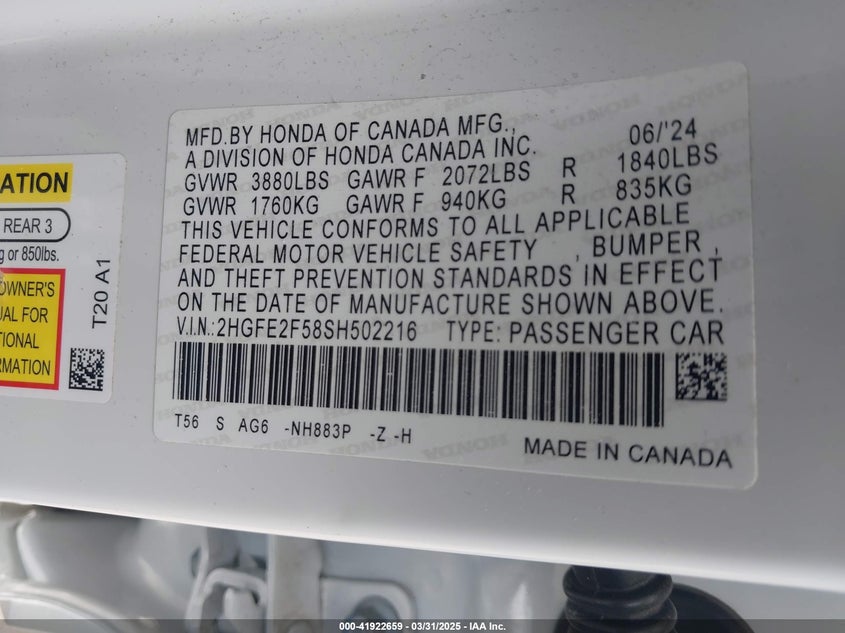 MFD.BY HONDA OF CANADA MFG., 06/'24
A DIVISION OF HONDA CANADA INC.
GVWR 3880LBS GAWR F 2072LBS R 1840LBS
GVWR 1760KG GAWR F 940KG R 835KG
THIS VEHICLE CONFORMS TO ALL APPLICABLE
FEDERAL MOTOR VEHICLE SAFETY , BUMPER ,
AND THEFT PREVENTION STANDARDS IN EFFECT
ON THE DATE OF MANUFACTURE SHOWN ABOVE.
V.I.N.: 2HGFE2F58SH502216 TYPE: PASSENGER CAR
T56 S AG6 -NH883P -Z -H
MADE IN CANADA
ATION
REAR 3
g or 850lbs.
OWNER'S
UAL FOR
TIONAL
RMATION
T20 A1
HONDA
000-41922659 - 03/31/2025 - IAA Inc.